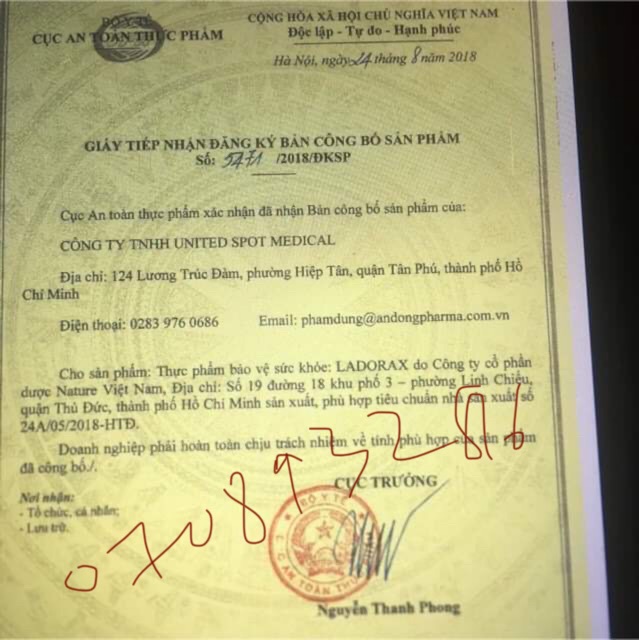 BỘ Y TẾ
CỤC AN TOÀN THỰC PHẨM
CỘNG HÒA XÃ HỘI CHỦ NGHĨA VIỆT NAM
Độc lập - Tự do - Hạnh phúc
Hà Nội, ngày 24 tháng 8 năm 2018
GIẤY TIẾP NHẬN ĐĂNG KÝ BẢN CÔNG BỐ SẢN PHẨM
SỐ: 5471 /2018/ĐKSP
Cục An toàn thực phẩm xác nhận đã nhận Bản công bố sản phẩm của:
CÔNG TY TNHH UNITED SPOT MEDICAL
Địa chỉ: 124 Lương Trúc Đàm, phường Hiệp Tân, quận Tân Phú, thành phố Hồ
Chí Minh
Điện thoại: 0283 976 0686 Email: phamdung@andongpharma.com.vn
Cho sản phẩm: Thực phẩm bảo vệ sức khỏe: LADORAX do Công ty cổ phần
dược Nature Việt Nam, Địa chỉ: Số 19 đường 18 khu phố 3 – phường Linh Chiểu,
quận Thủ Đức, thành phố Hồ Chí Minh sản xuất, phù hợp tiêu chuẩn nhà sản xuất số
24A/05/2018-HTĐ.
Doanh nghiệp phải hoàn toàn chịu trách nhiệm về tính phù hợp của sản phẩm
đã công bố./.
Nơi nhận:
- Tổ chức, cá nhân;
- Lưu trữ.
CỤC TRƯỞNG
BỘ Y TẾ
CỤC AN TOÀN THỰC
Nguyễn Thanh Phong
0708932816